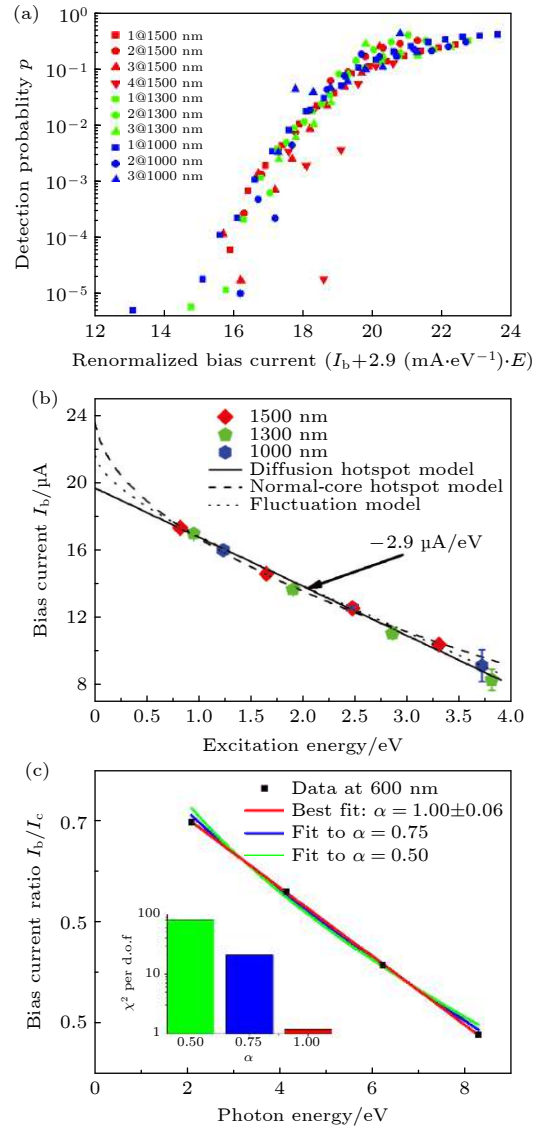 (a)
10⁰
10⁻¹
10⁻²
10⁻³
10⁻⁴
10⁻⁵
Detection probablity p
1@1500 nm
2@1500 nm
3@1500 nm
4@1500 nm
1@1300 nm
2@1300 nm
3@1300 nm
1@1000 nm
2@1000 nm
3@1000 nm
12 14 16 18 20 22 24
Renormalized bias current (I_b+2.9 (mA·eV⁻¹)·E)
(b)
24
20
16
12
8
Bias current I_b/μA
1500 nm
1300 nm
1000 nm
Diffusion hotspot model
Normal-core hotspot model
Fluctuation model
−2.9 μA/eV
0 0.5 1.0 1.5 2.0 2.5 3.0 3.5 4.0
Excitation energy/eV
(c)
0.7
0.5
0.5
Bias current ratio I_b/I_c
Data at 600 nm
Best fit: α = 1.00±0.06
Fit to α = 0.75
Fit to α = 0.50
100
10
1
χ² per d.o.f
0.50 0.75 1.00
α
0 2 4 6 8
Photon energy/eV